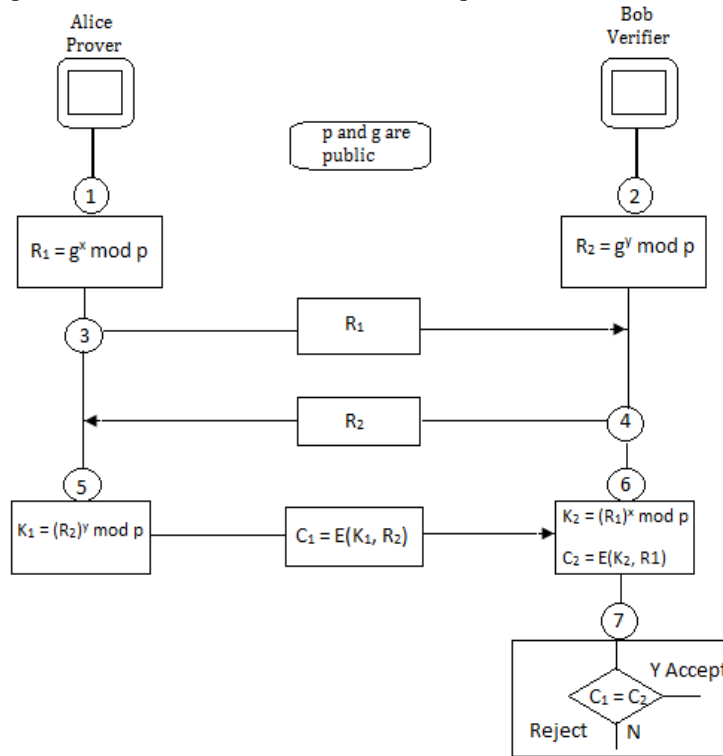 Alice
Prover
Bob
Verifier
p and g are
public
1
2
R₁ = gˣ mod p
R₂ = gʸ mod p
3
R₁
R₂
4
5
6
K₁ = (R₂)ʸ mod p
C₁ = E(K₁, R₂)
K₂ = (R₁)ˣ mod p
C₂ = E(K₂, R1)
7
Y Accept
C₁ = C₂
Reject
N